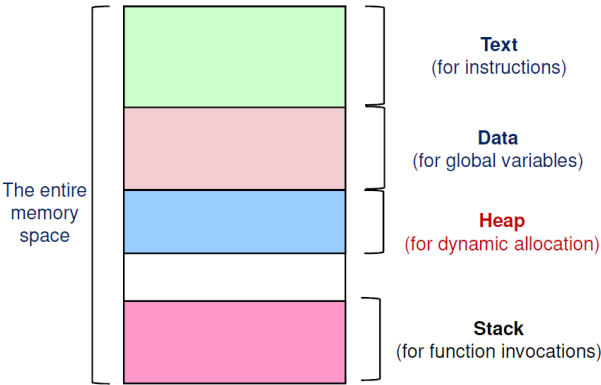 Text
(for instructions)
Data
(for global variables)
The entire
memory
space
Heap
(for dynamic allocation)
Stack
(for function invocations)